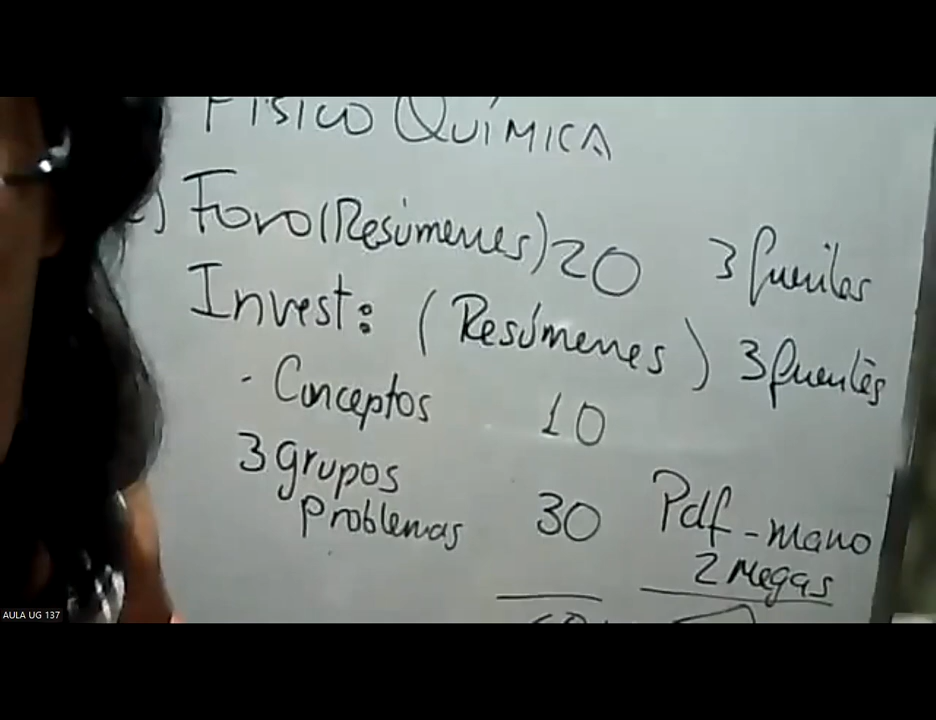 FÍSICO QUÍMICA
Foro (Resúmenes) 20 3 fuentes
Invest: (Resúmenes) 3 fuentes
- Conceptos 10
3 grupos
Problemas 30 Pdf - mano
2 Megas
AULA UG 137